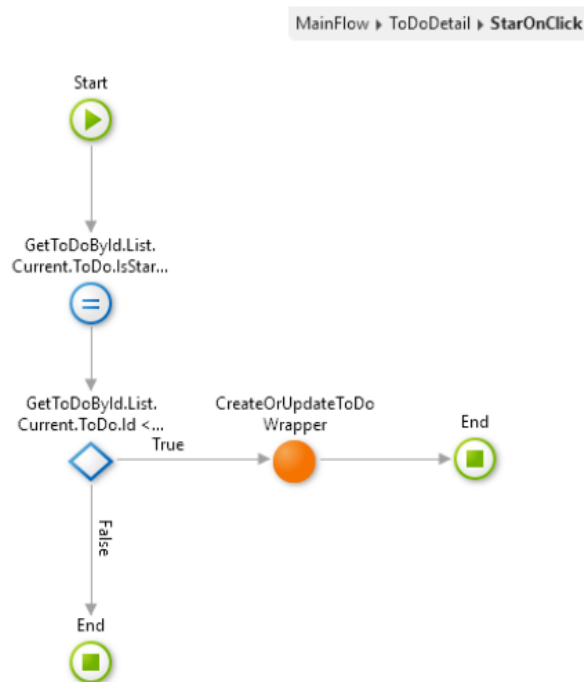 MainFlow ▸ ToDoDetail ▸ StarOnClick
Start
GetToDoById.List.
Current.ToDo.IsStar...
GetToDoById.List.
Current.ToDo.Id <...
True
CreateOrUpdateToDo
Wrapper
End
False
End